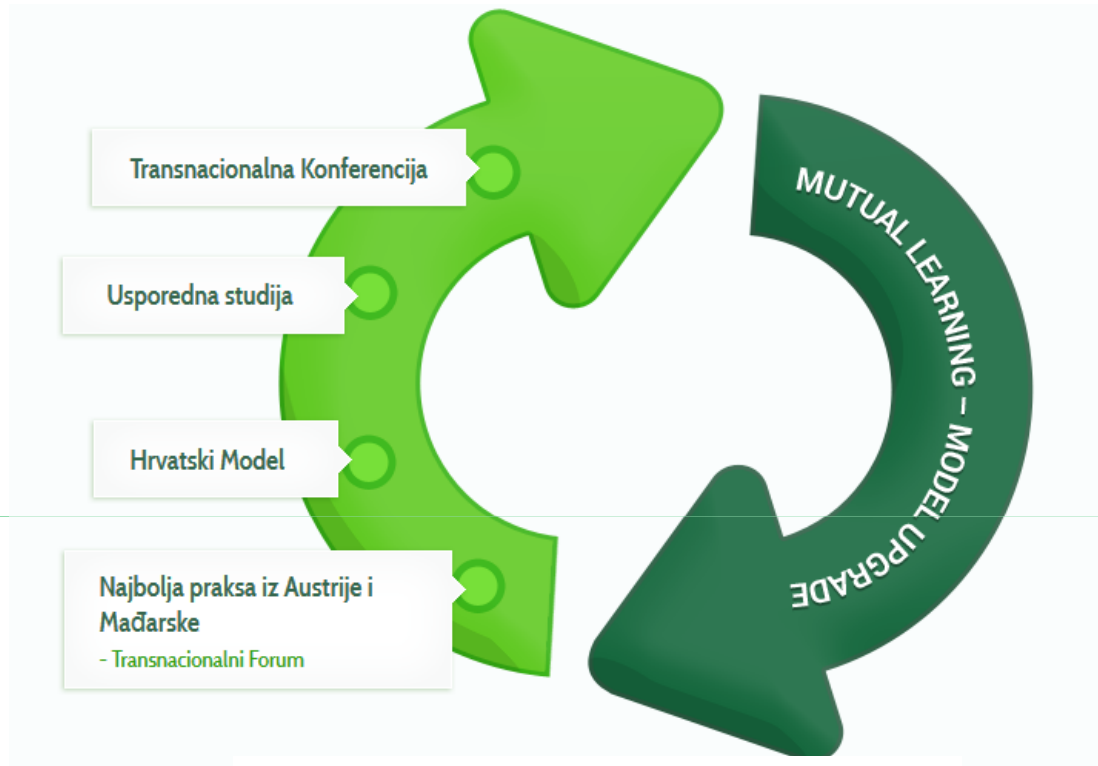 Transnacionalna Konferencija
Usporedna studija
Hrvatski Model
Najbolja praksa iz Austrije i
Mađarske
- Transnacionalni Forum
MUTUAL LEARNING – MODEL UPGRADE